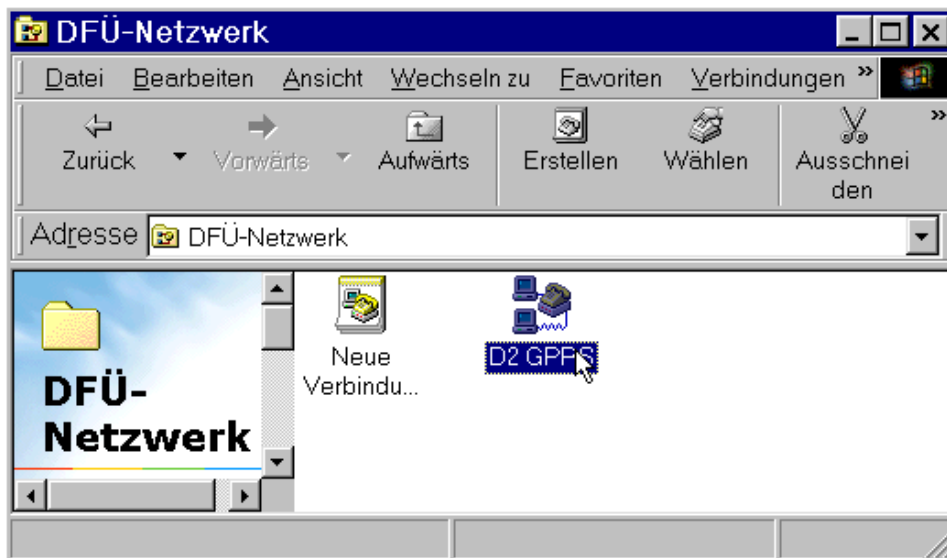 DFÜ-Netzwerk
Datei Bearbeiten Ansicht Wechseln zu Favoriten Verbindungen »
Zurück Vorwärts Aufwärts Erstellen Wählen Ausschnei
den
»
Adresse DFÜ-Netzwerk
DFÜ-
Netzwerk
Neue
Verbindu...
D2 GPRS